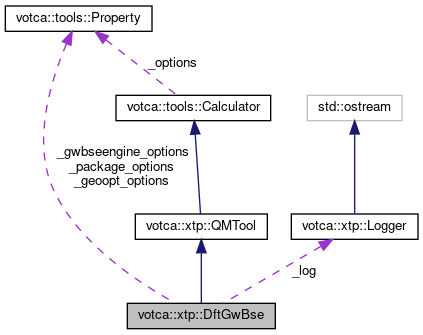 votca::tools::Property
_options
votca::tools::Calculator
std::ostream
_gwbseengine_options
_package_options
_geoopt_options
votca::xtp::QMTool
votca::xtp::Logger
_log
votca::xtp::DftGwBse